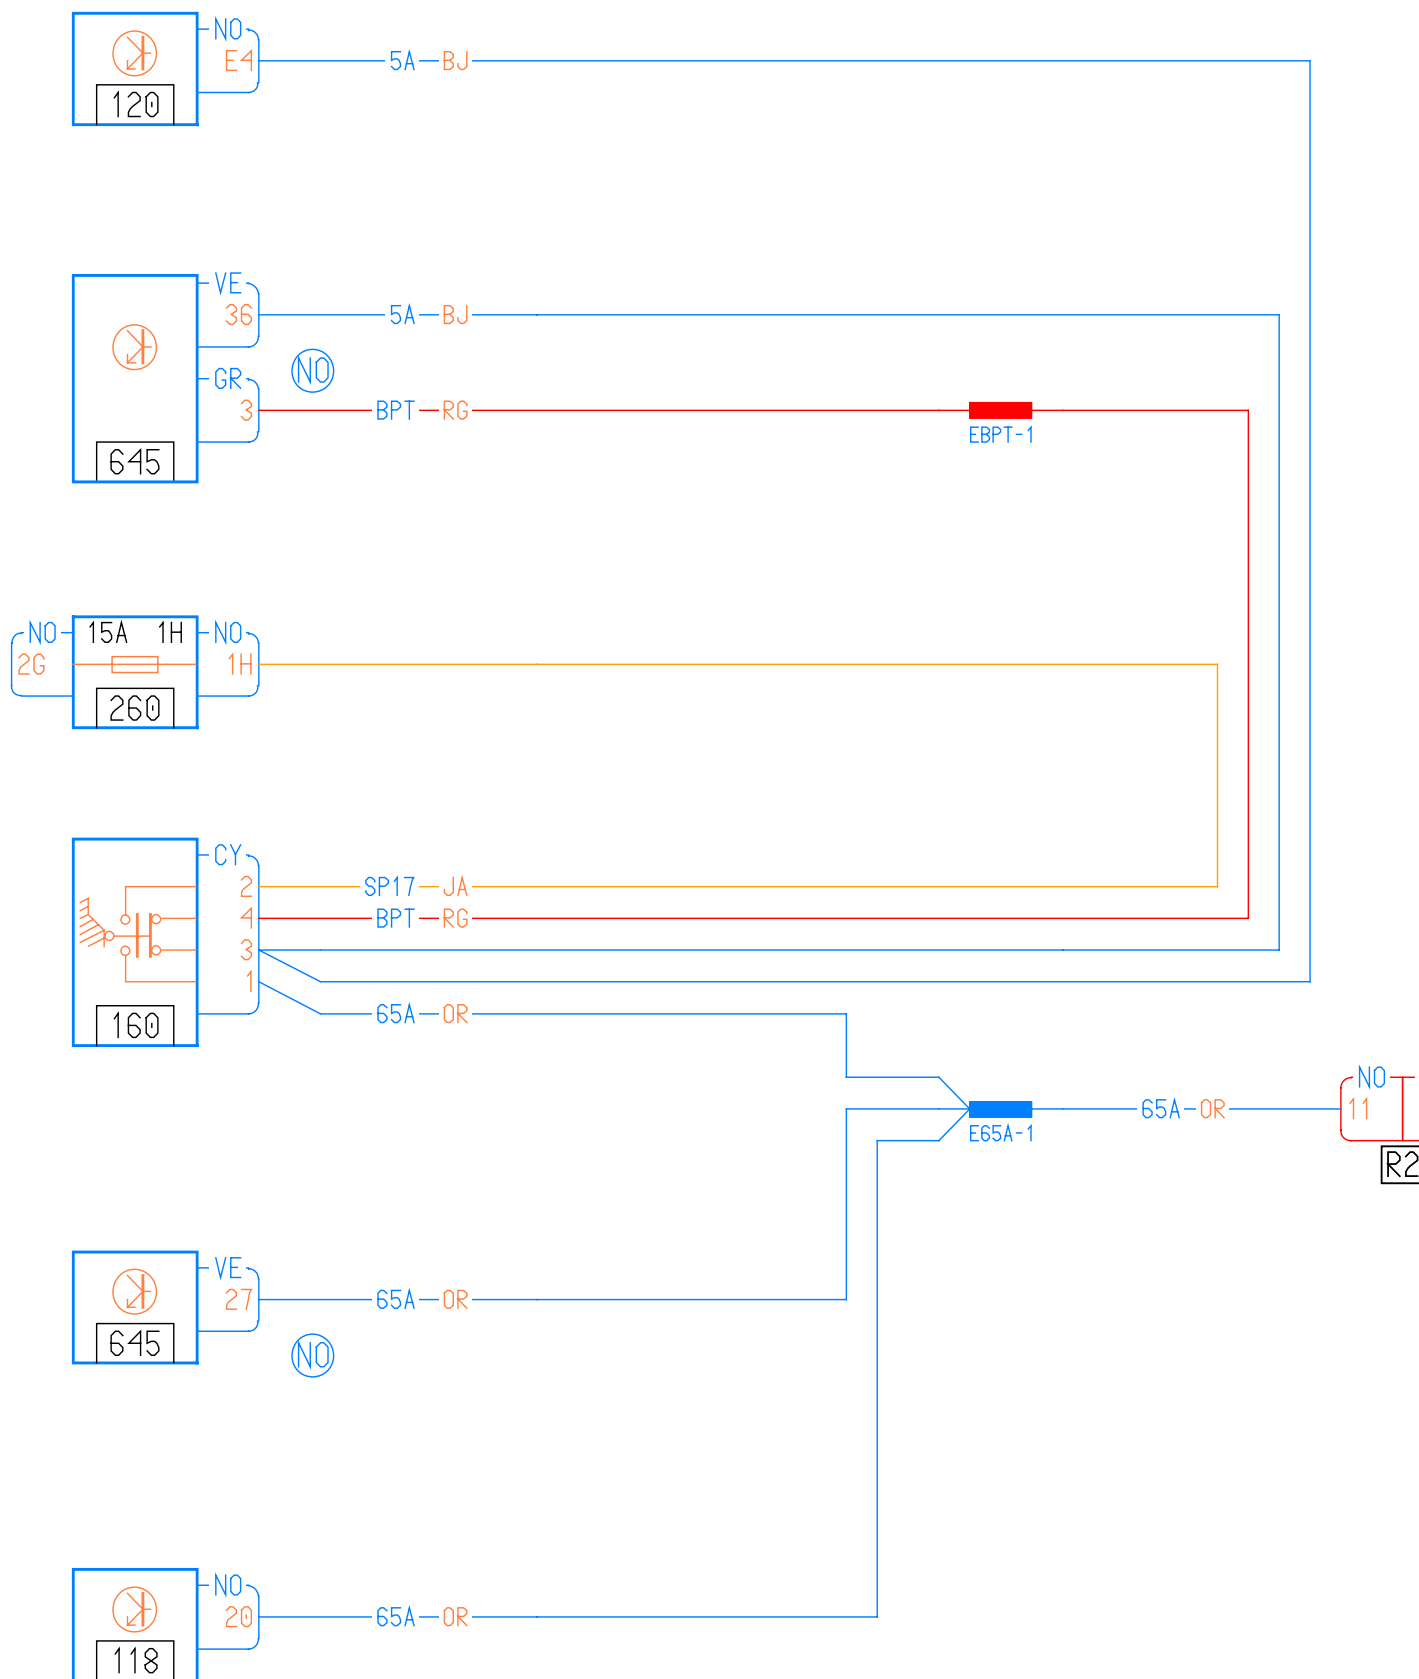 NO
E4 5A BJ
120
VE
36 5A BJ
NO
GR
3 BPT RG
EBPT-1
645
NO 15A 1H NO
2G 1H
260
CY
2 SP17 JA
4 BPT RG
3
1
65A OR
160
NO
11
65A OR
E65A-1
R2
VE
27 65A OR
645
NO
NO
20 65A OR
118